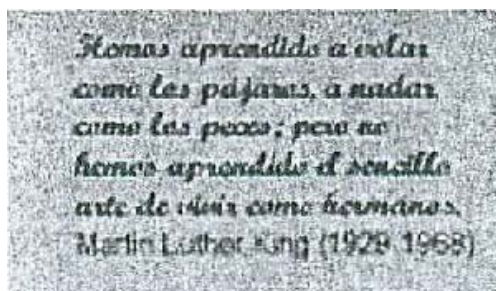 Hemos aprendido a volar
como los pájaros, a nadar
como los peces; pero no
hemos aprendido el sencillo
arte de vivir como hermanos.
Martin Luther King (1929-1968)